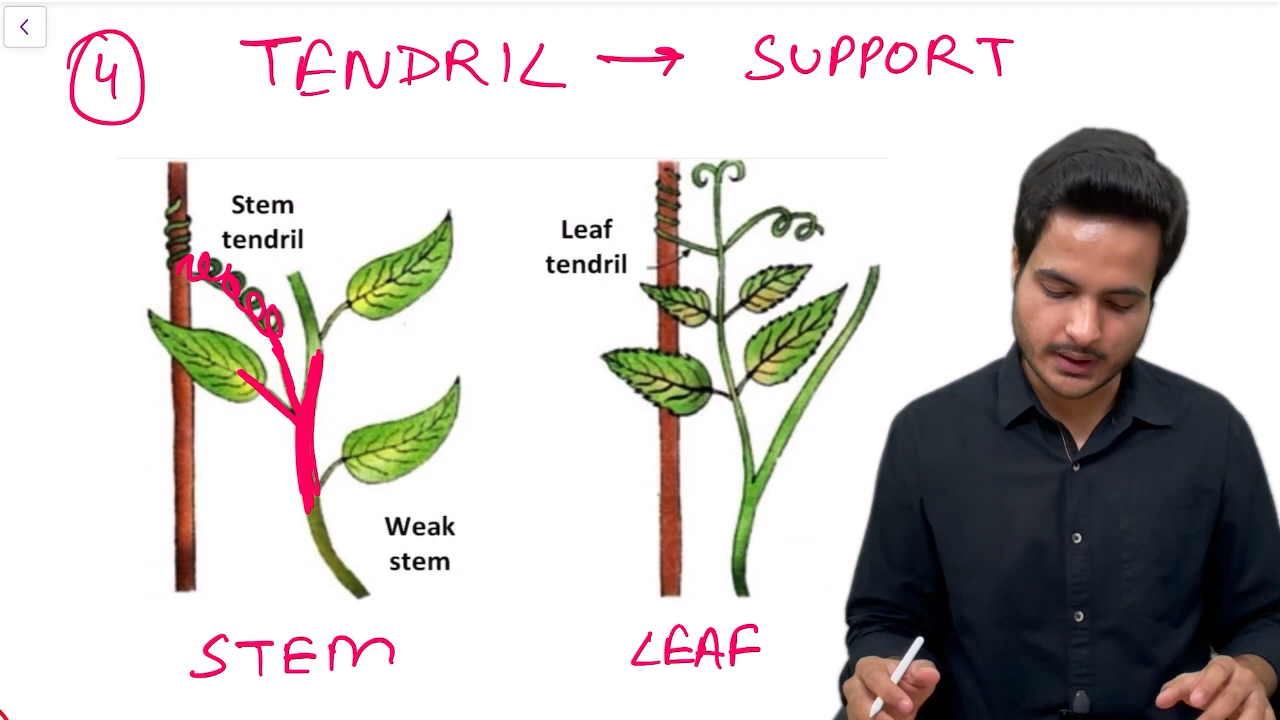 4 TENDRIL → SUPPORT
Stem
tendril
Leaf
tendril
Weak
stem
STEM LEAF